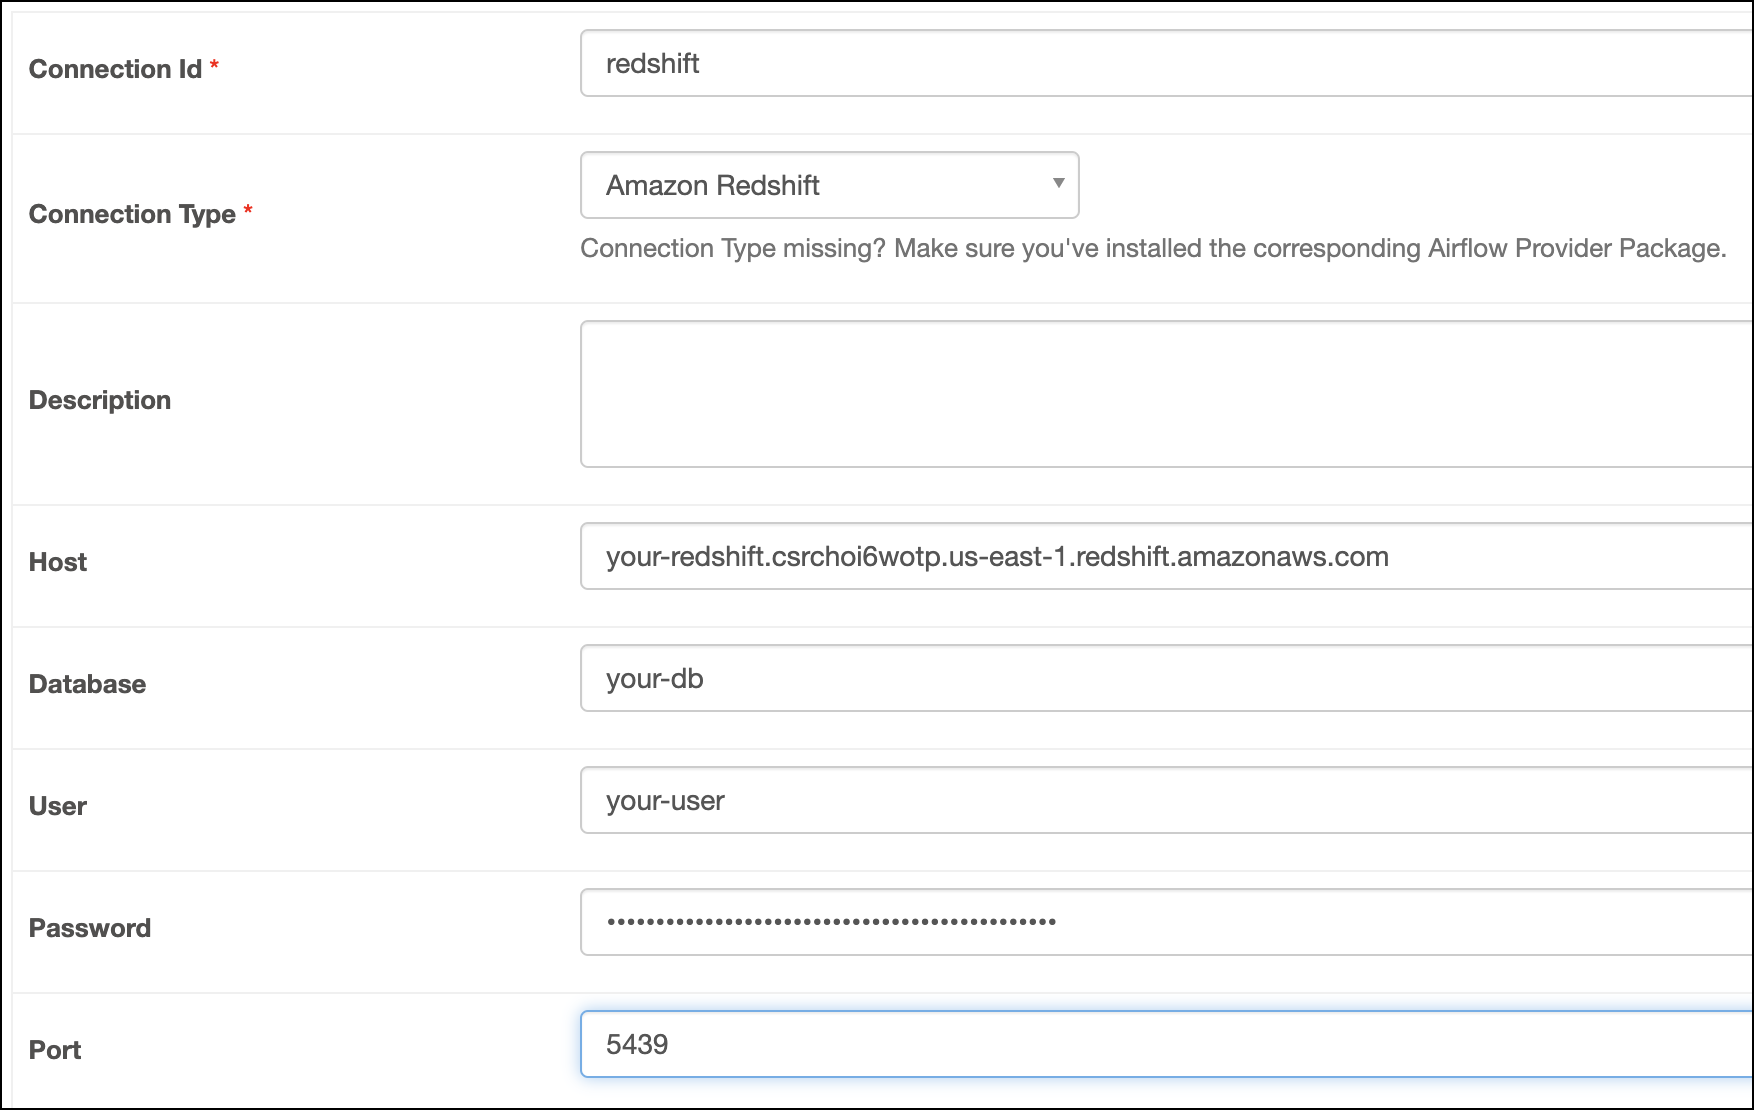 Connection Id *
redshift
Connection Type *
Amazon Redshift
Connection Type missing? Make sure you've installed the corresponding Airflow Provider Package.
Description
Host
your-redshift.csrchoi6wotp.us-east-1.redshift.amazonaws.com
Database
your-db
User
your-user
Password
••••••••••••••••••••••••••••••••••••••••••••••
Port
5439